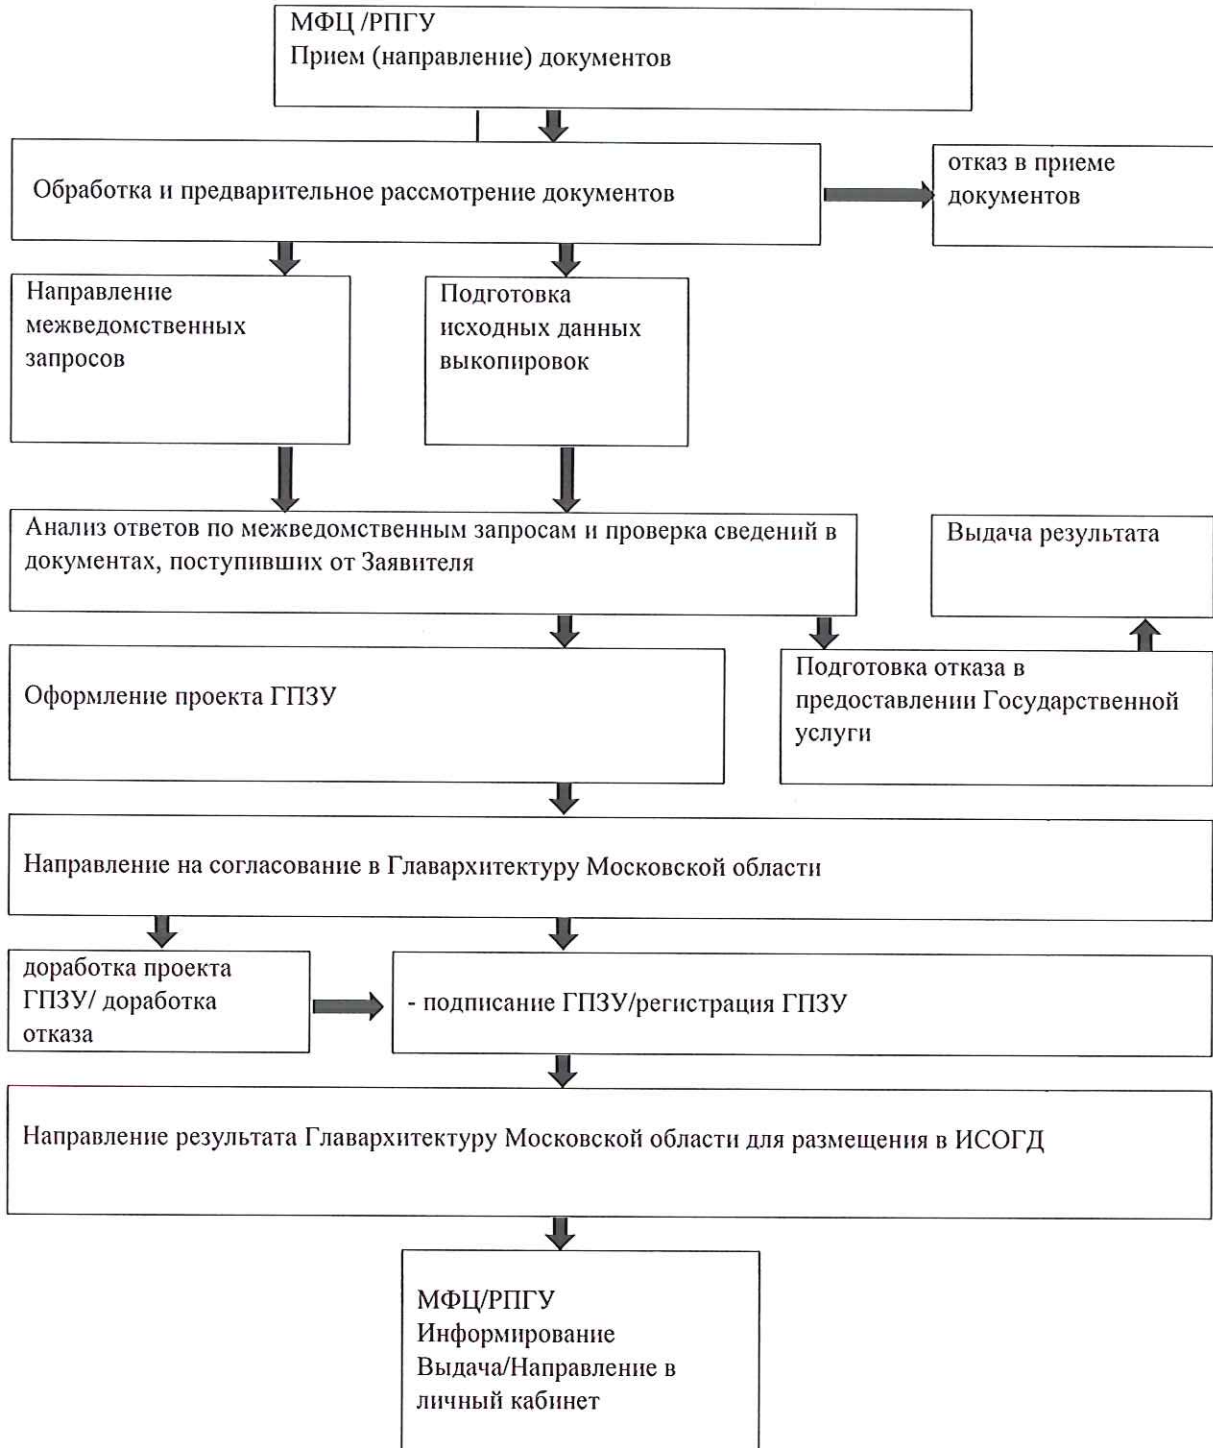 МФЦ /РПГУ
Прием (направление) документов
Обработка и предварительное рассмотрение документов
отказ в приеме
документов
Направление
межведомственных
запросов
Подготовка
исходных данных
выкопировок
Анализ ответов по межведомственным запросам и проверка сведений в
документах, поступивших от Заявителя
Выдача результата
Оформление проекта ГПЗУ
Подготовка отказа в
предоставлении Государственной
услуги
Направление на согласование в Главархитектуру Московской области
доработка проекта
ГПЗУ/ доработка
отказа
- подписание ГПЗУ/регистрация ГПЗУ
Направление результата Главархитектуру Московской области для размещения в ИСОГД
МФЦ/РПГУ
Информирование
Выдача/Направление в
личный кабинет